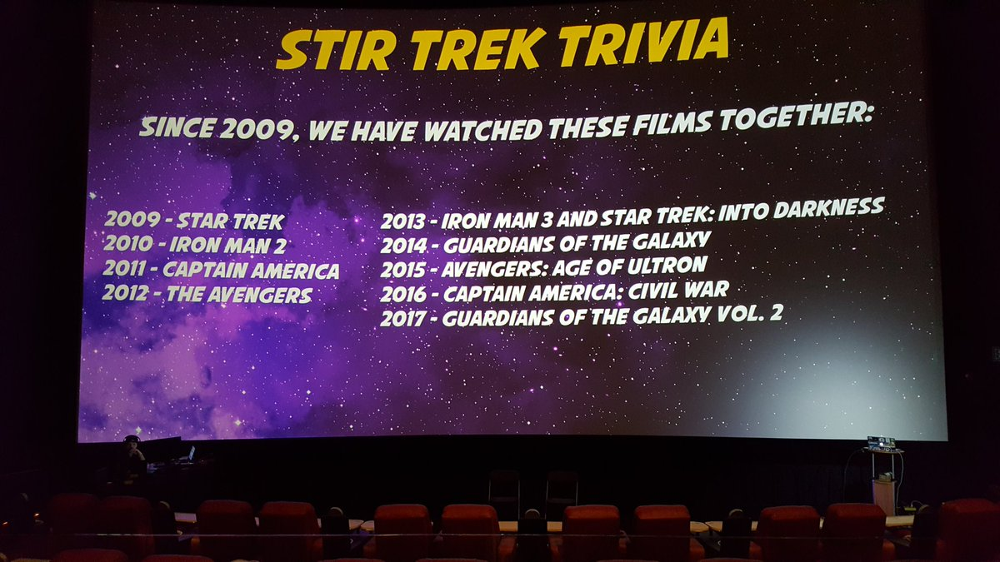 STIR TREK TRIVIA
SINCE 2009, WE HAVE WATCHED THESE FILMS TOGETHER:
2009 - STAR TREK
2010 - IRON MAN 2
2011 - CAPTAIN AMERICA
2012 - THE AVENGERS
2013 - IRON MAN 3 AND STAR TREK: INTO DARKNESS
2014 - GUARDIANS OF THE GALAXY
2015 - AVENGERS: AGE OF ULTRON
2016 - CAPTAIN AMERICA: CIVIL WAR
2017 - GUARDIANS OF THE GALAXY VOL. 2